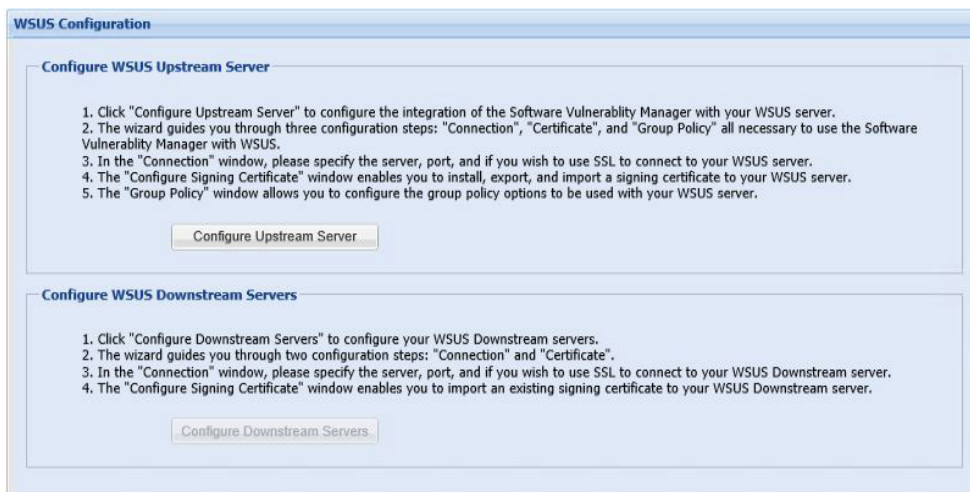 WSUS Configuration
Configure WSUS Upstream Server
1. Click "Configure Upstream Server" to configure the integration of the Software Vulnerablity Manager with your WSUS server.
2. The wizard guides you through three configuration steps: "Connection", "Certificate", and "Group Policy" all necessary to use the Software
Vulnerablity Manager with WSUS.
3. In the "Connection" window, please specify the server, port, and if you wish to use SSL to connect to your WSUS server.
4. The "Configure Signing Certificate" window enables you to install, export, and import a signing certificate to your WSUS server.
5. The "Group Policy" window allows you to configure the group policy options to be used with your WSUS server.
Configure Upstream Server
Configure WSUS Downstream Servers
1. Click "Configure Downstream Servers" to configure your WSUS Downstream servers.
2. The wizard guides you through two configuration steps: "Connection" and "Certificate".
3. In the "Connection" window, please specify the server, port, and if you wish to use SSL to connect to your WSUS Downstream server.
4. The "Configure Signing Certificate" window enables you to import an existing signing certificate to your WSUS Downstream server.
Configure Downstream Servers